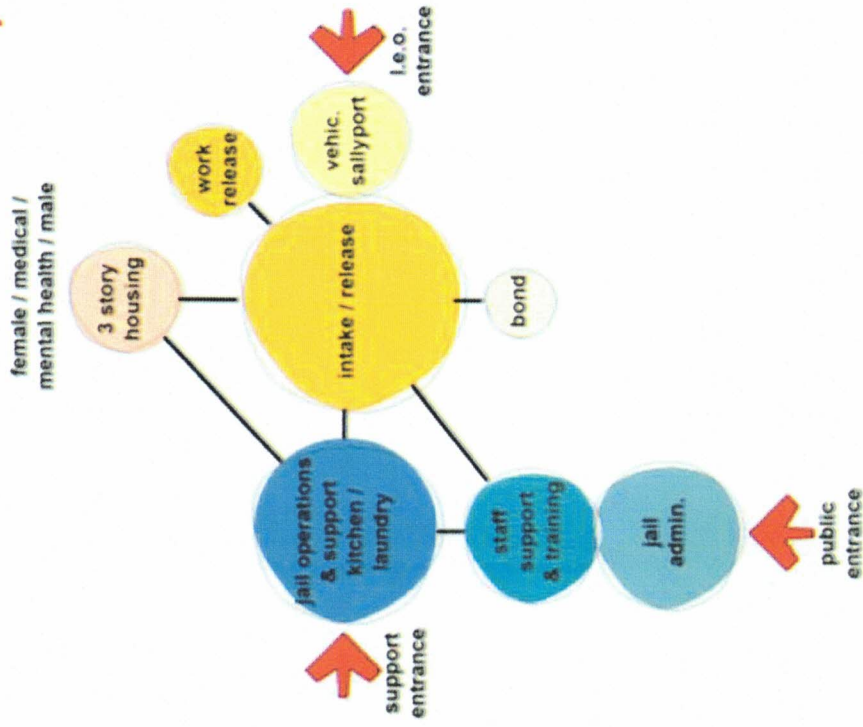 female / medical /
mental health / male
3 story
housing
work
release
vehic.
sallyport
l.e.o.
entrance
intake / release
bond
jail operations
& support
kitchen /
laundry
support
entrance
staff
support
& training
jail
admin.
public
entrance